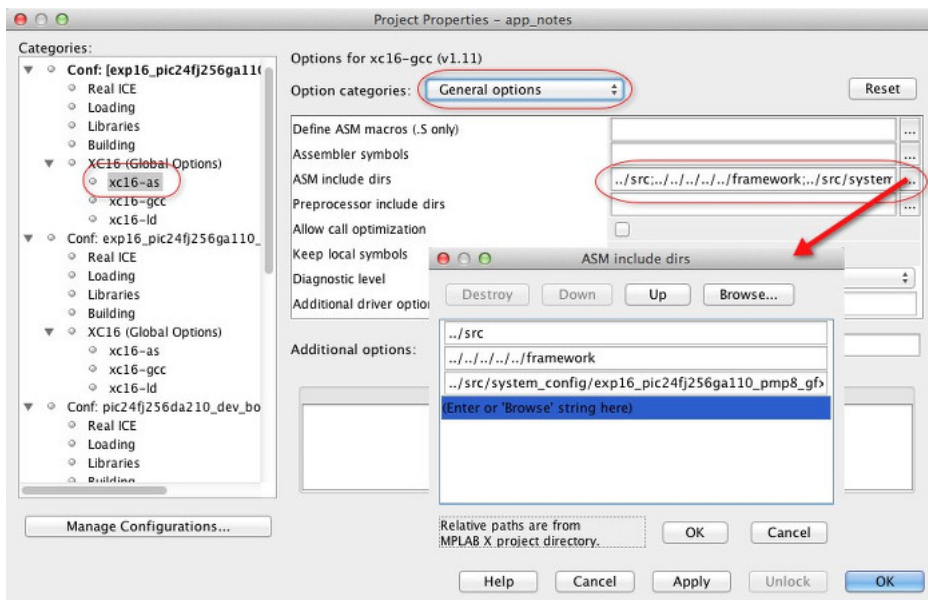 Project Properties - app_notes
Categories:
Conf: [exp16_pic24fj256ga110
Real ICE
Loading
Libraries
Building
XC16 (Global Options)
xc16-as
xc16-gcc
xc16-ld
Conf: exp16_pic24fj256ga110_
Real ICE
Loading
Libraries
Building
XC16 (Global Options)
xc16-as
xc16-gcc
xc16-ld
Conf: pic24fj256da210_dev_bo
Real ICE
Loading
Libraries
Building
Manage Configurations...
Options for xc16-gcc (v1.11)
Option categories: General options
Reset
Define ASM macros (.S only) ...
Assembler symbols ...
ASM include dirs ../src;../../../../../framework;../src/system ...
Preprocessor include dirs ...
Allow call optimization
Keep local symbols
Diagnostic level
Additional driver option
Additional options:
ASM include dirs
Destroy Down Up Browse...
../src
../../../../../framework
../src/system_config/exp16_pic24fj256ga110_pmp8_gfx
(Enter or 'Browse' string here)
Relative paths are from
MPLAB X project directory.
OK Cancel
Help Cancel Apply Unlock OK